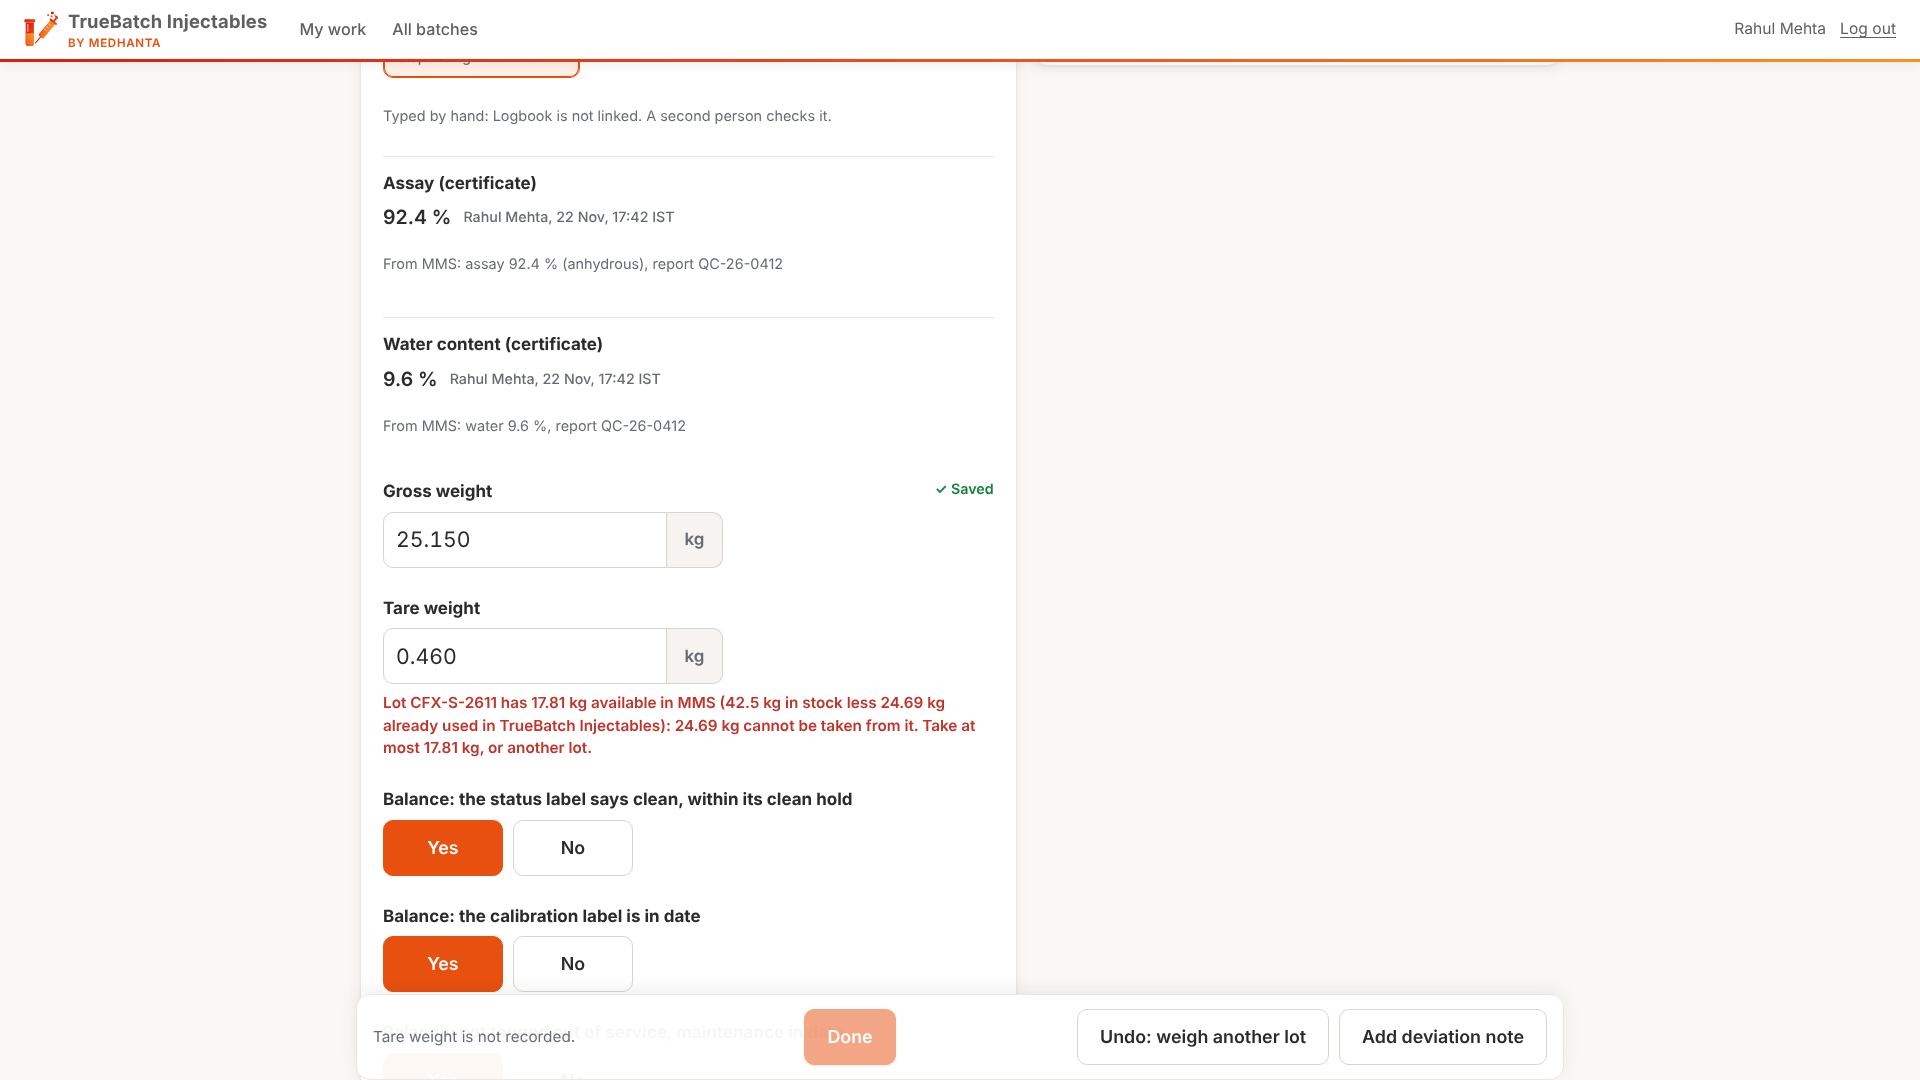 TrueBatch Injectables
BY MEDHANTA
My work
All batches
Rahul Mehta
Log out
Typed by hand: Logbook is not linked. A second person checks it.
Assay (certificate)
92.4 % Rahul Mehta, 22 Nov, 17:42 IST
From MMS: assay 92.4 % (anhydrous), report QC-26-0412
Water content (certificate)
9.6 % Rahul Mehta, 22 Nov, 17:42 IST
From MMS: water 9.6 %, report QC-26-0412
Gross weight
Saved
25.150 kg
Tare weight
0.460 kg
Lot CFX-S-2611 has 17.81 kg available in MMS (42.5 kg in stock less 24.69 kg
already used in TrueBatch Injectables): 24.69 kg cannot be taken from it. Take at
most 17.81 kg, or another lot.
Balance: the status label says clean, within its clean hold
Yes No
Balance: the calibration label is in date
Yes No
Tare weight is not recorded.
of service, maintenance in
Done
Undo: weigh another lot
Add deviation note